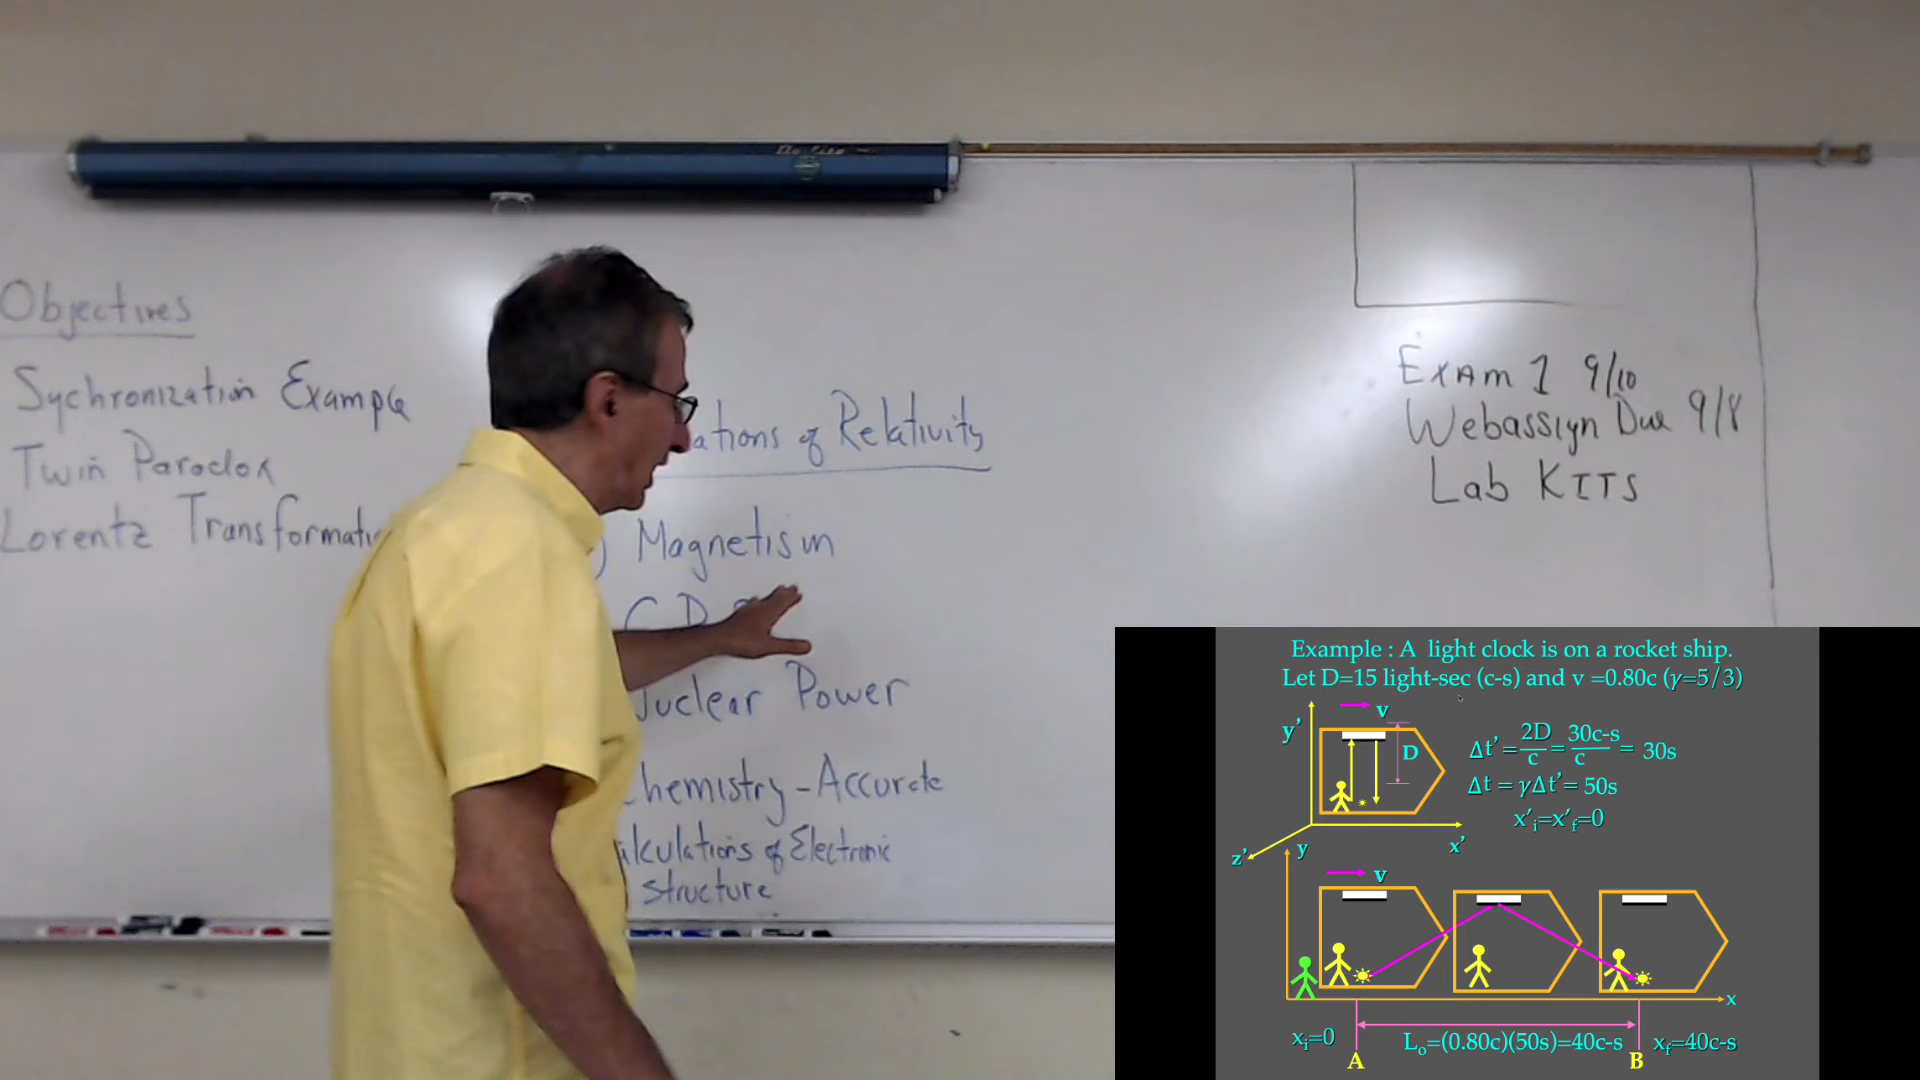 Objectives
Sychronization Example
Twin Paradox
Lorentz Transformati
ations of Relativity
Magnetism
Nuclear Power
Chemistry - Accurate
alculations of Electronic
structure
Exam 1 9/10
Webassign Due 9/8
Lab KITS
Example : A light clock is on a rocket ship.
Let D=15 light-sec (c-s) and v =0.80c (γ=5/3)
v
y'
D
Δt' = 2D/c = 30c-s/c = 30s
Δt = γΔt' = 50s
x'i=x'f=0
x'
z'
y
v
x
xi=0
Lo=(0.80c)(50s)=40c-s
xf=40c-s
A
B